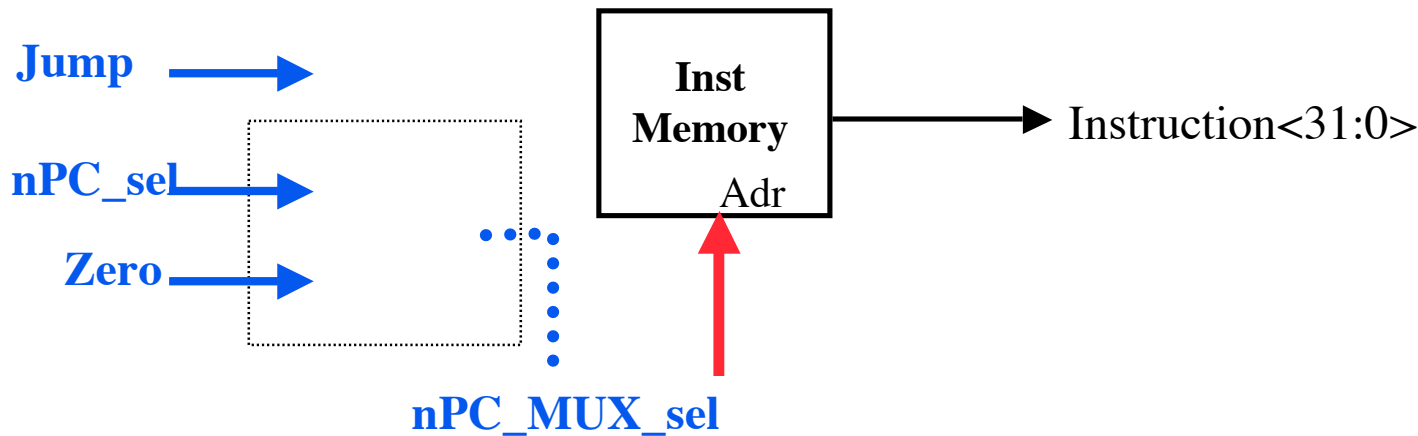 Jump
nPC_sel
Zero
Inst
Memory
Adr
Instruction<31:0>
nPC_MUX_sel